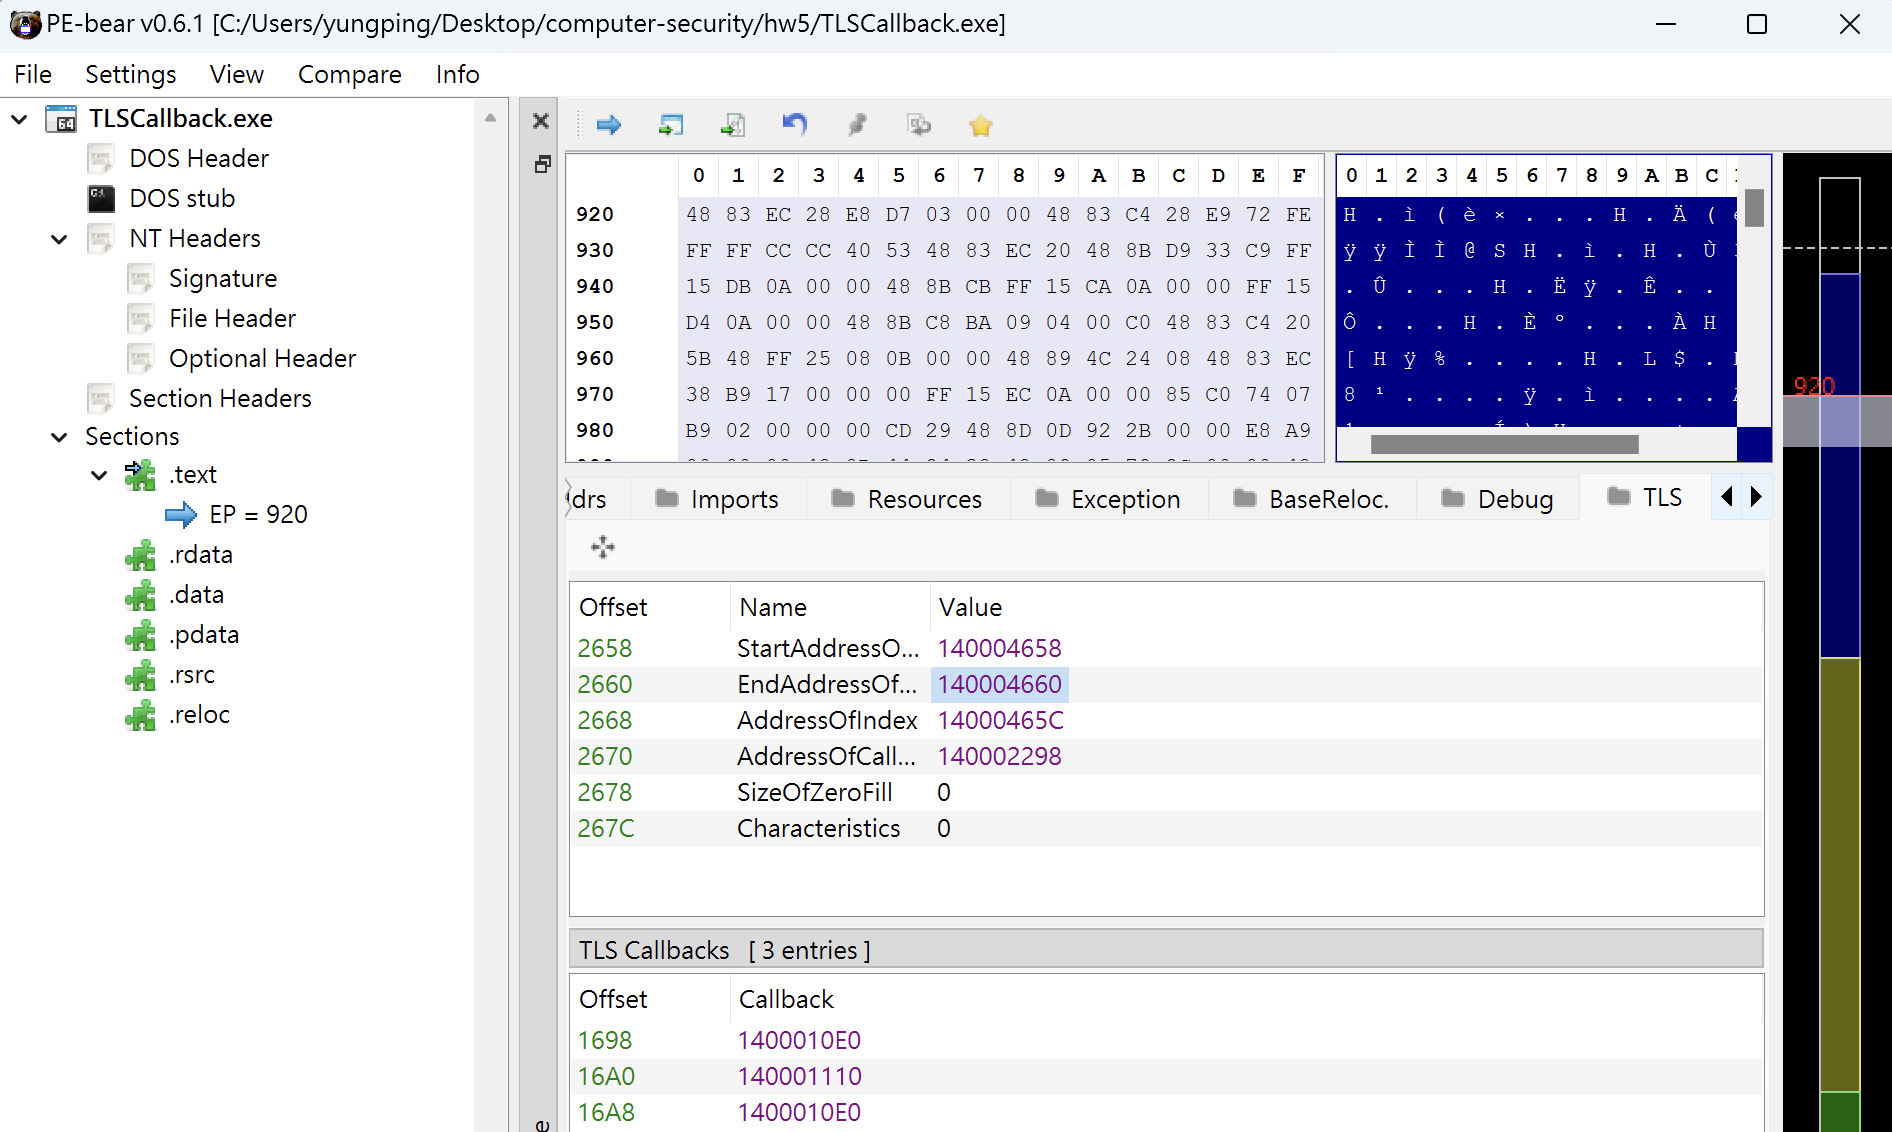 PE-bear v0.6.1 [C:/Users/yungping/Desktop/computer-security/hw5/TLSCallback.exe]
File Settings View Compare Info
TLSCallback.exe
DOS Header
DOS stub
NT Headers
Signature
File Header
Optional Header
Section Headers
Sections
.text
EP = 920
.rdata
.data
.pdata
.rsrc
.reloc
0 1 2 3 4 5 6 7 8 9 A B C D E F
920 48 83 EC 28 E8 D7 03 00 00 48 83 C4 28 E9 72 FE
930 FF FF CC CC 40 53 48 83 EC 20 48 8B D9 33 C9 FF
940 15 DB 0A 00 00 48 8B CB FF 15 CA 0A 00 00 FF 15
950 D4 0A 00 00 48 8B C8 BA 09 04 00 C0 48 83 C4 20
960 5B 48 FF 25 08 0B 00 00 48 89 4C 24 08 48 83 EC
970 38 B9 17 00 00 00 FF 15 EC 0A 00 00 85 C0 74 07
980 B9 02 00 00 00 CD 29 48 8D 0D 92 2B 00 00 E8 A9
0 1 2 3 4 5 6 7 8 9 A B C
H . ì ( è × . . . H . Ä (
ÿ ÿ Ì Ì @ S H . ì . H . Ù
. Û . . . H . Ë ÿ . Ê . .
Ô . . . H . È º . . . À H
[ H ÿ % . . . . H . L $ .
8 ¹ . . . . ÿ . ì . . . .
920
drs Imports Resources Exception BaseReloc. Debug TLS
Offset Name Value
2658 StartAddressO... 140004658
2660 EndAddressOf... 140004660
2668 AddressOfIndex 14000465C
2670 AddressOfCall... 140002298
2678 SizeOfZeroFill 0
267C Characteristics 0
TLS Callbacks [ 3 entries ]
Offset Callback
1698 1400010E0
16A0 140001110
16A8 1400010E0